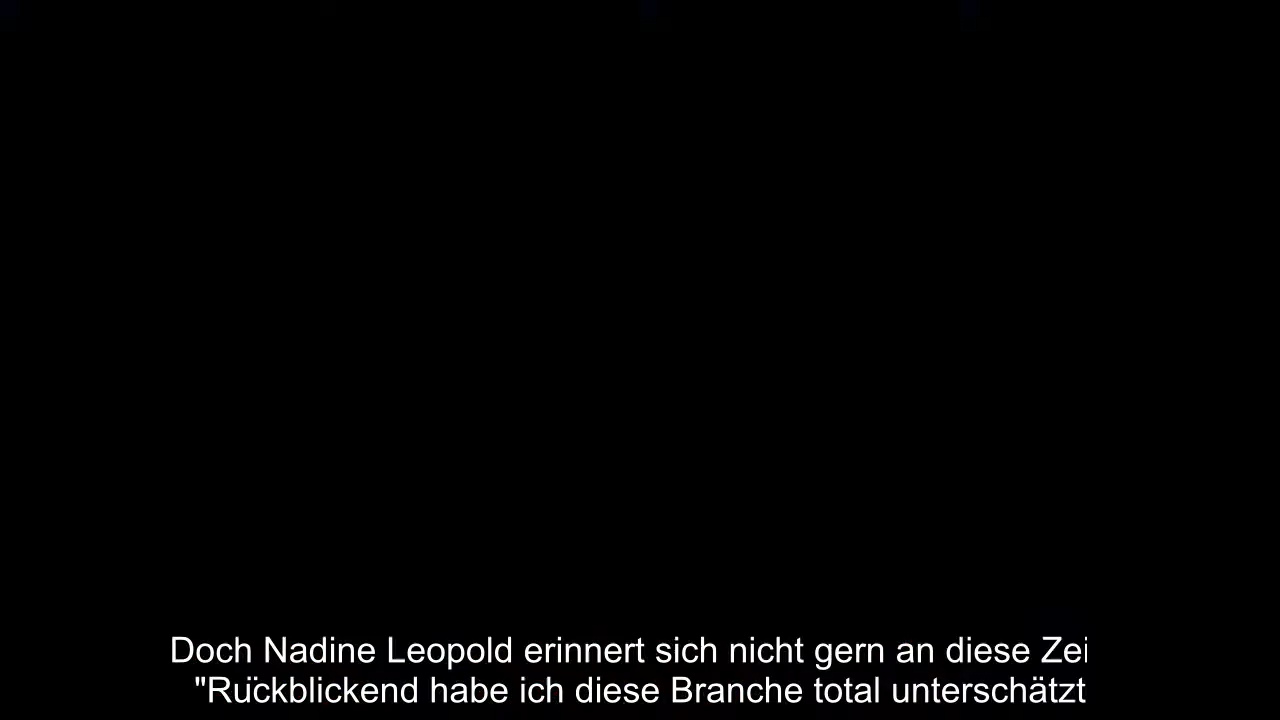 Doch Nadine Leopold erinnert sich nicht gern an diese Zei
"Rückblickend habe ich diese Branche total unterschätzt